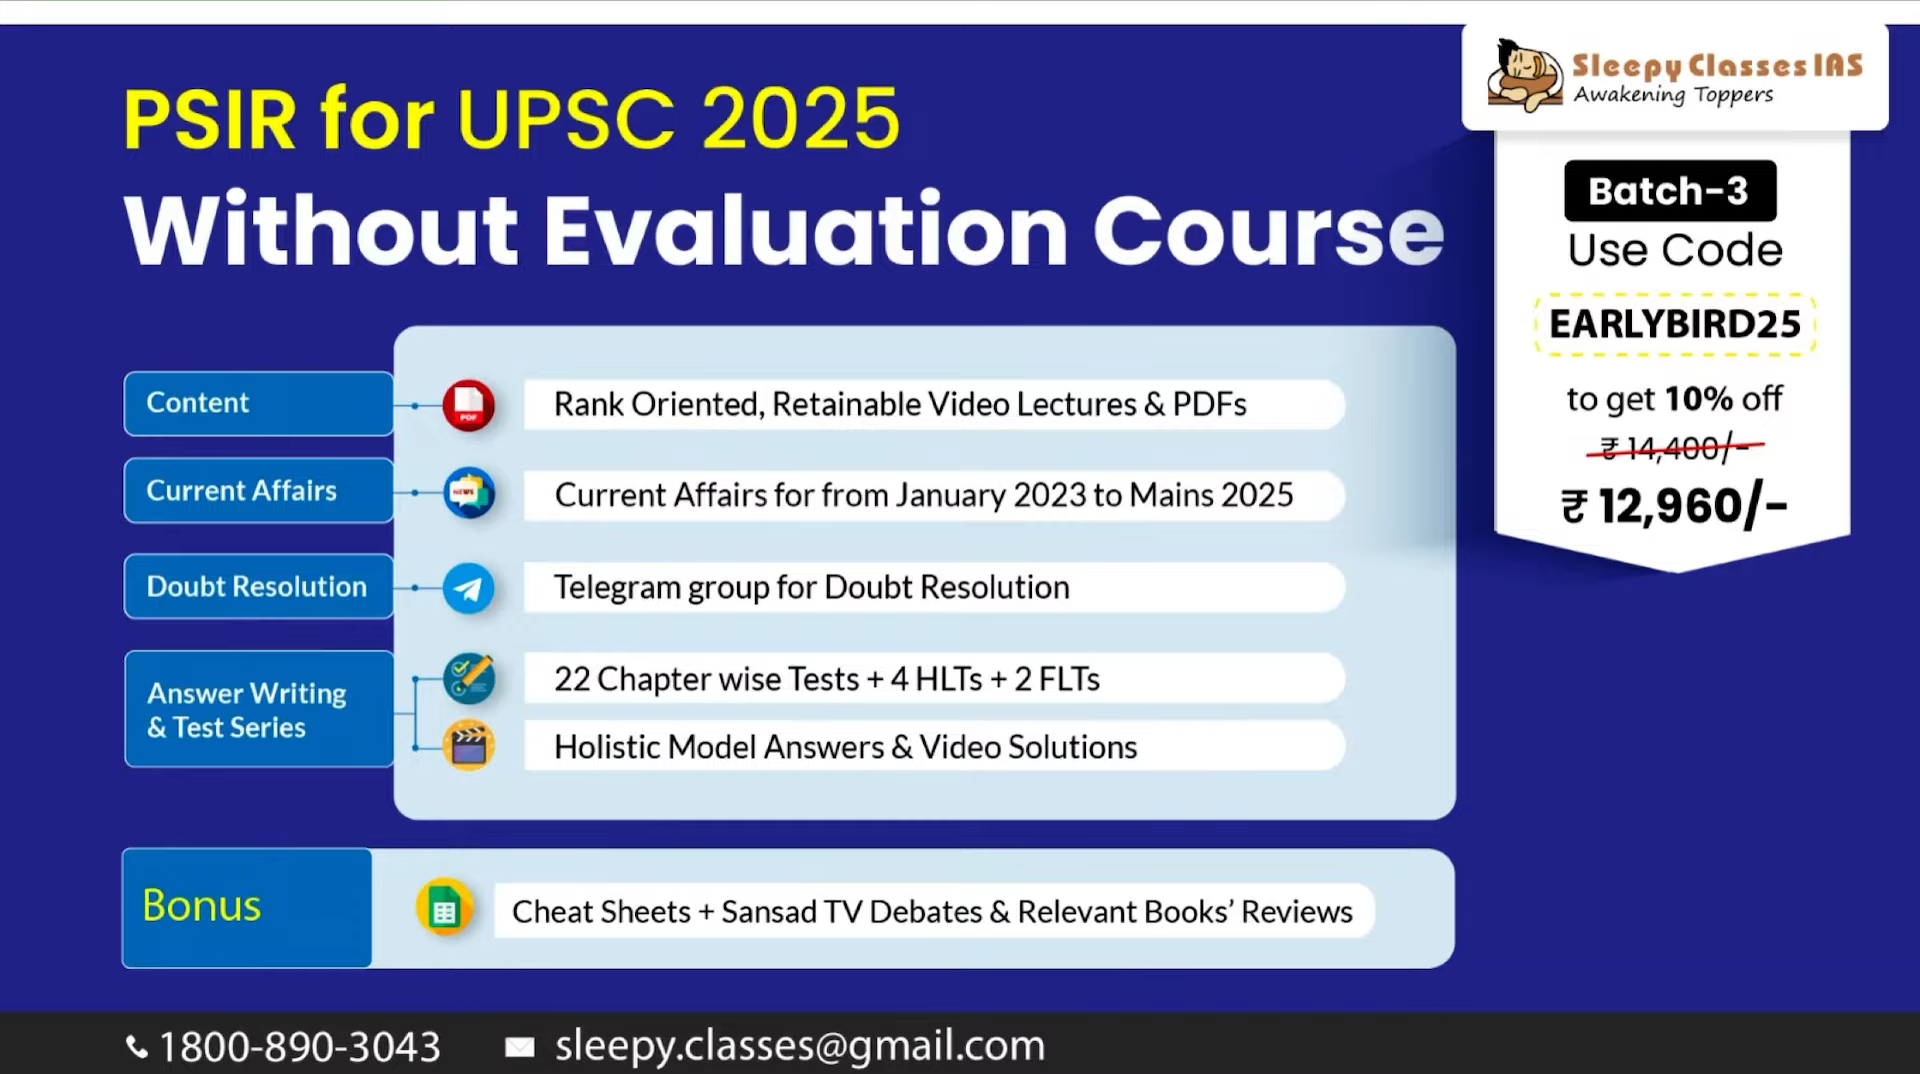 PSIR for UPSC 2025
Without Evaluation Course
Sleepy Classes IAS
Awakening Toppers
Batch-3
Use Code
EARLYBIRD25
to get 10% off
₹ 14,400/-
₹ 12,960/-
Content
PDF
Rank Oriented, Retainable Video Lectures & PDFs
Current Affairs
NEWS
Current Affairs for from January 2023 to Mains 2025
Doubt Resolution
Telegram group for Doubt Resolution
Answer Writing
& Test Series
22 Chapter wise Tests + 4 HLTs + 2 FLTs
Holistic Model Answers & Video Solutions
Bonus
Cheat Sheets + Sansad TV Debates & Relevant Books’ Reviews
1800-890-3043
sleepy.classes@gmail.com